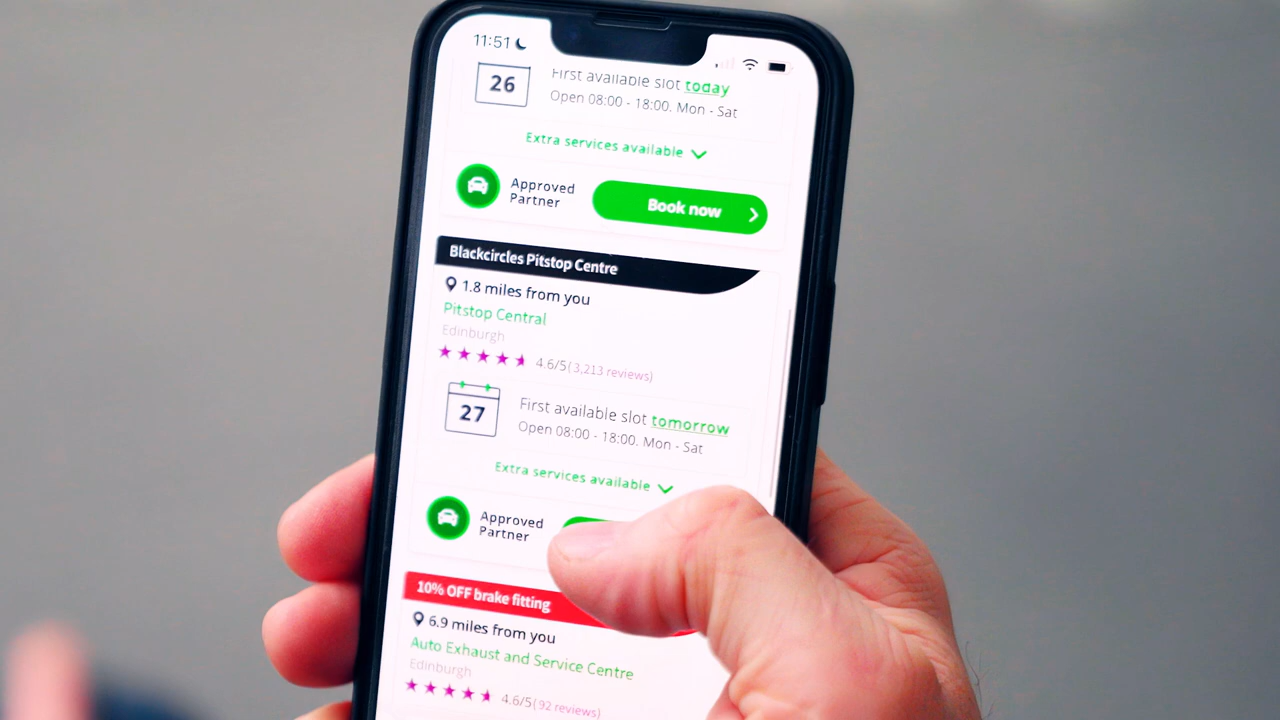 11:51
26
First available slot today
Open 08:00 - 18:00. Mon - Sat
Extra services available
Approved
Partner
Book now
Blackcircles Pitstop Centre
1.8 miles from you
Pitstop Central
Edinburgh
4.6/5(3,213 reviews)
27
First available slot tomorrow
Open 08:00 - 18:00. Mon - Sat
Extra services available
Approved
Partner
10% OFF brake fitting
6.9 miles from you
Auto Exhaust and Service Centre
Edinburgh
4.6/5(92 reviews)